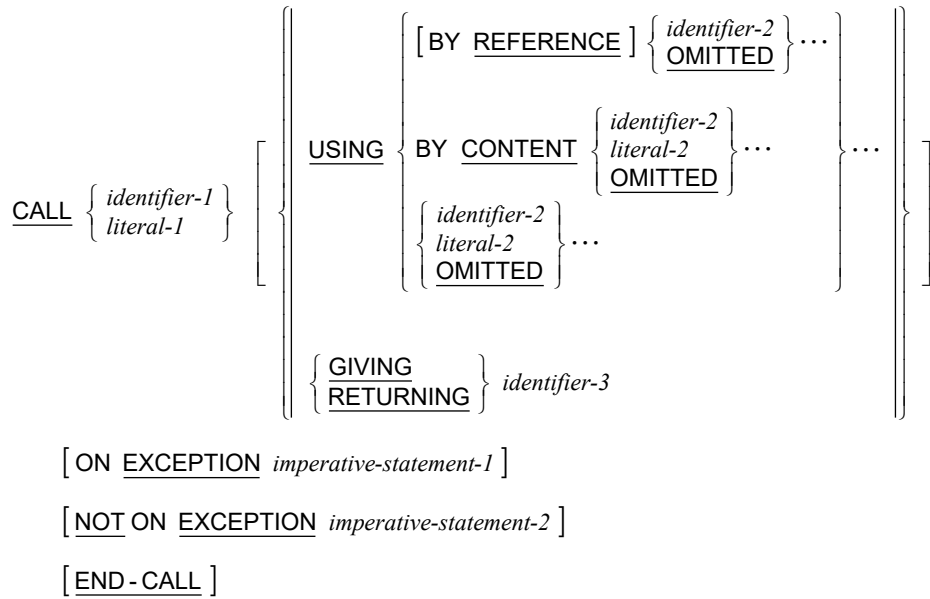 [ BY REFERENCE ] { identifier-2
OMITTED } ⋯
USING
BY CONTENT { identifier-2
literal-2
OMITTED } ⋯
⋯
CALL { identifier-1
literal-1 }
{ identifier-2
literal-2
OMITTED } ⋯
{ GIVING
RETURNING } identifier-3
[ ON EXCEPTION imperative-statement-1 ]
[ NOT ON EXCEPTION imperative-statement-2 ]
[ END-CALL ]